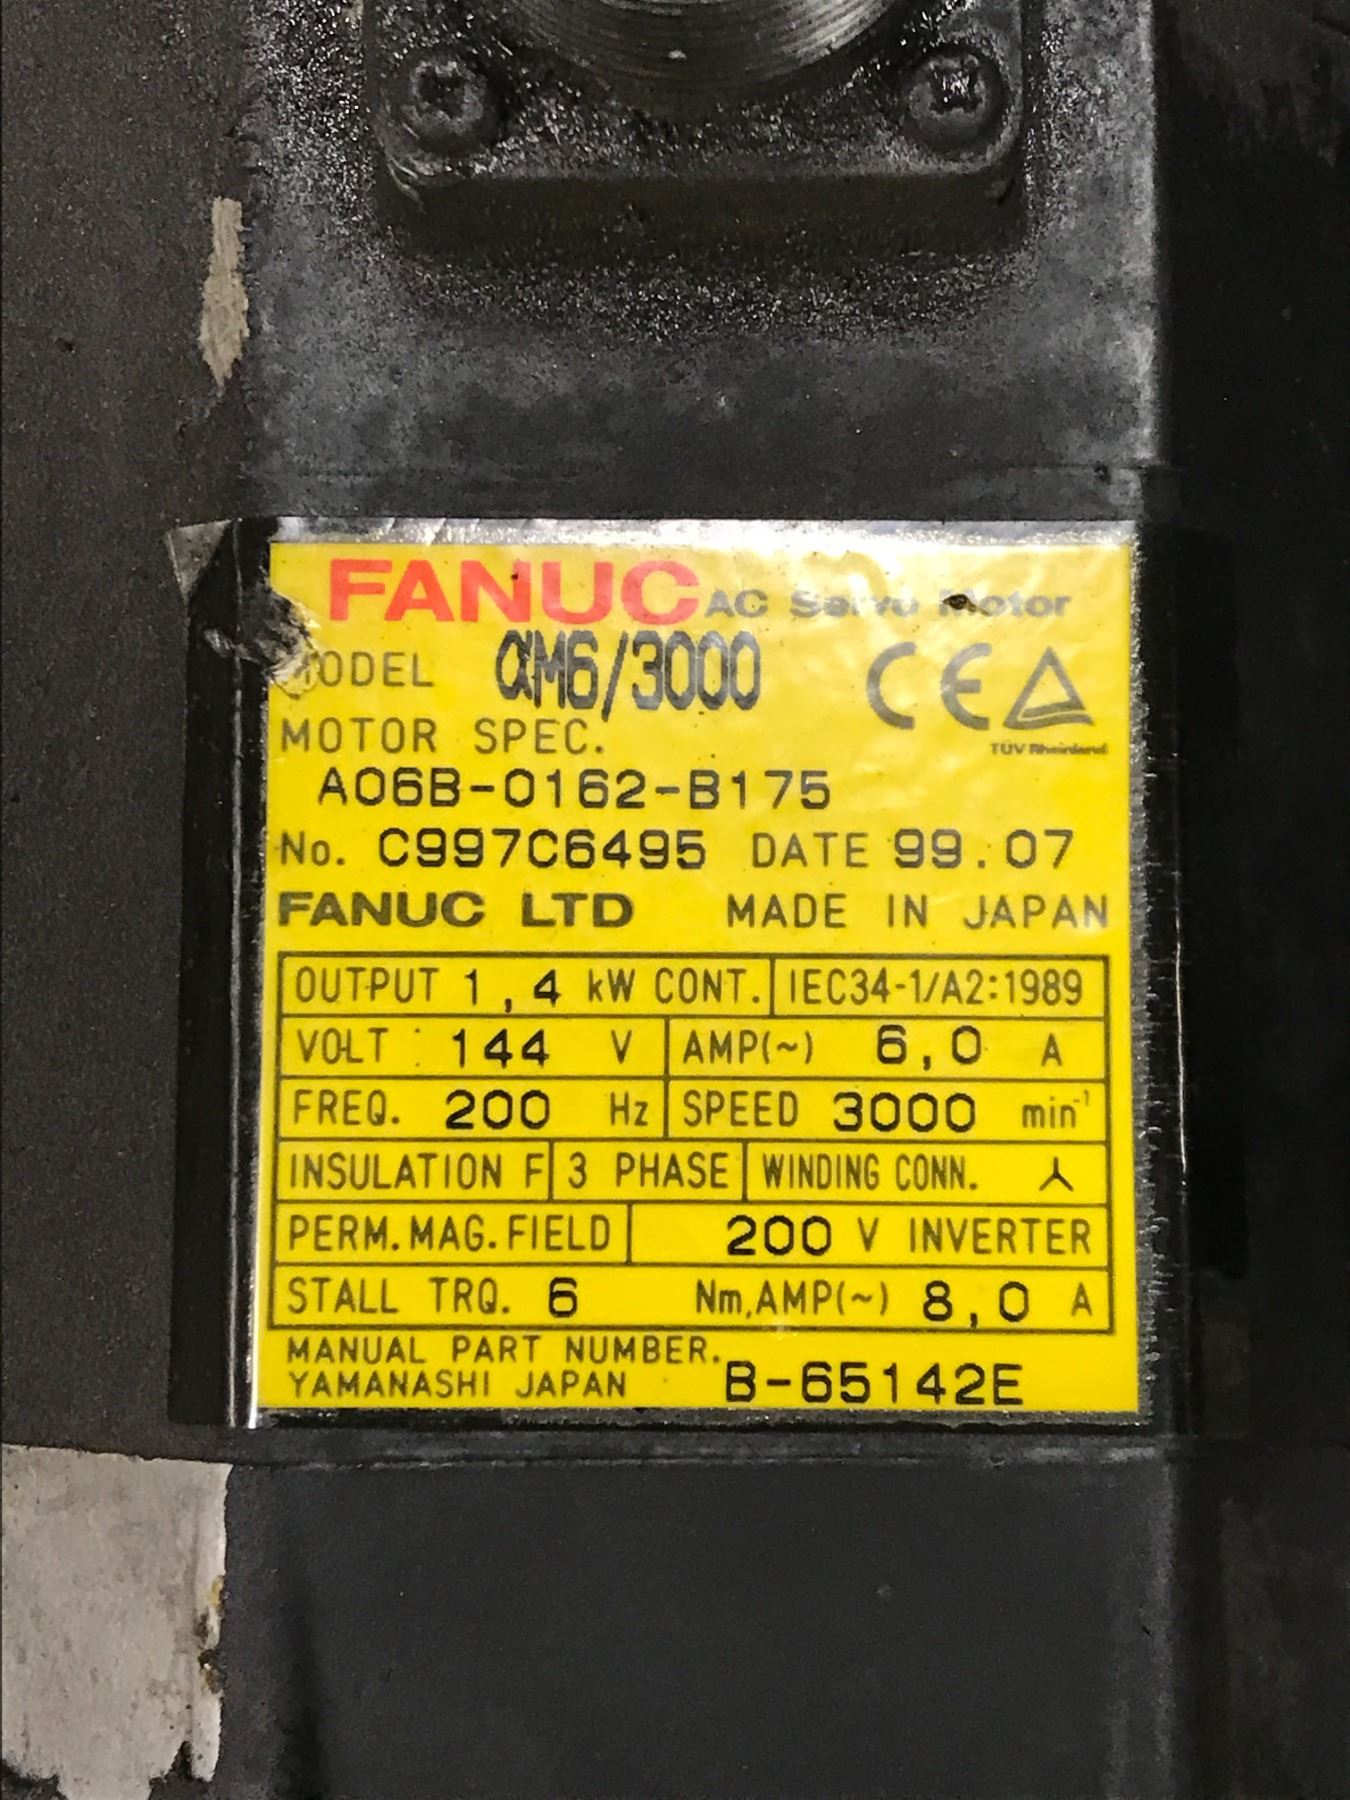 FANUC AC Servo Motor
MODEL αM6/3000 CE
TÜV Rheinland
MOTOR SPEC.
A06B-0162-B175
No. C997C6495 DATE 99.07
FANUC LTD MADE IN JAPAN
OUTPUT 1,4 kW CONT. IEC34-1/A2:1989
VOLT 144 V AMP(~) 6,0 A
FREQ. 200 Hz SPEED 3000 min⁻¹
INSULATION F 3 PHASE WINDING CONN.
PERM.MAG.FIELD 200 V INVERTER
STALL TRQ. 6 Nm,AMP(~) 8,0 A
MANUAL PART NUMBER.
YAMANASHI JAPAN B-65142E